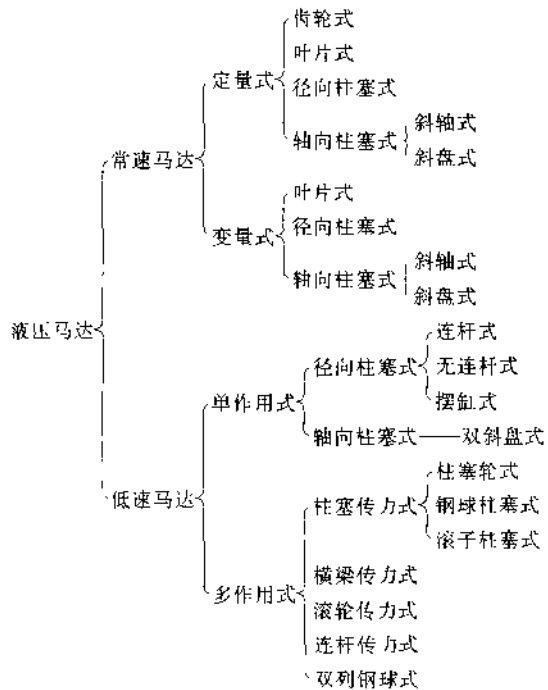 液压马达
常速马达
定量式
齿轮式
叶片式
径向柱塞式
轴向柱塞式
斜轴式
斜盘式
变量式
叶片式
径向柱塞式
轴向柱塞式
斜轴式
斜盘式
低速马达
单作用式
径向柱塞式
连杆式
无连杆式
摆缸式
轴向柱塞式
双斜盘式
多作用式
柱塞传力式
柱塞轮式
钢球柱塞式
滚子柱塞式
横梁传力式
滚轮传力式
连杆传力式
双列钢球式